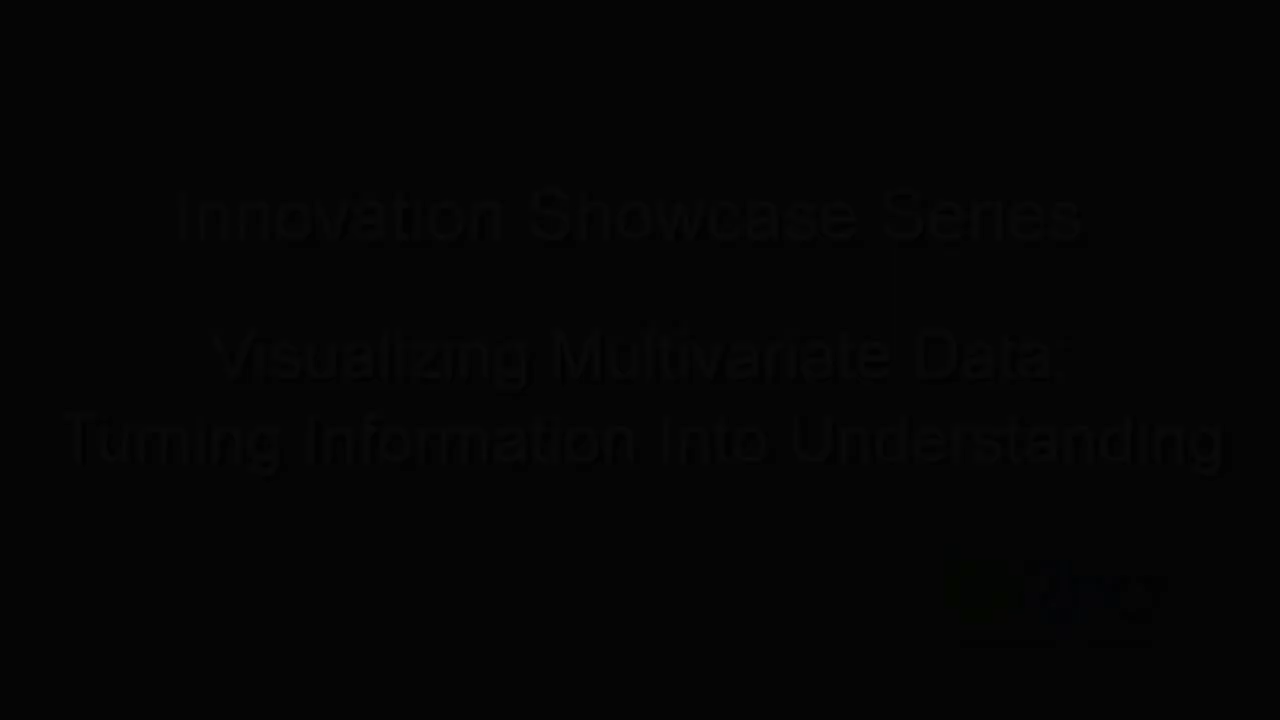 Innovation Showcase Series
Visualizing Multivariate Data
Turning Information Into Understanding